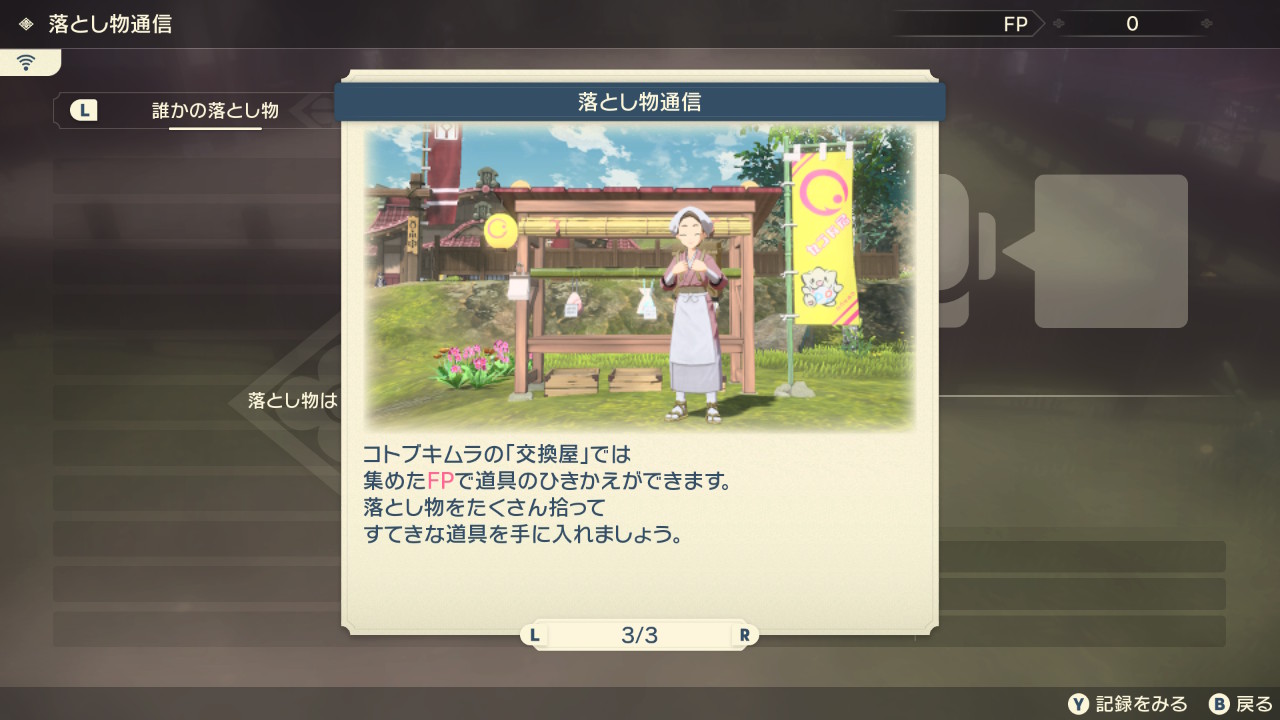 落とし物通信
FP
0
L
誰かの落とし物
落とし物通信
落とし物は
コトブキムラの「交換屋」では
集めたFPで道具のひきかえができます。
落とし物をたくさん拾って
すてきな道具を手に入れましょう。
L
3/3
R
Y 記録をみる
B 戻る